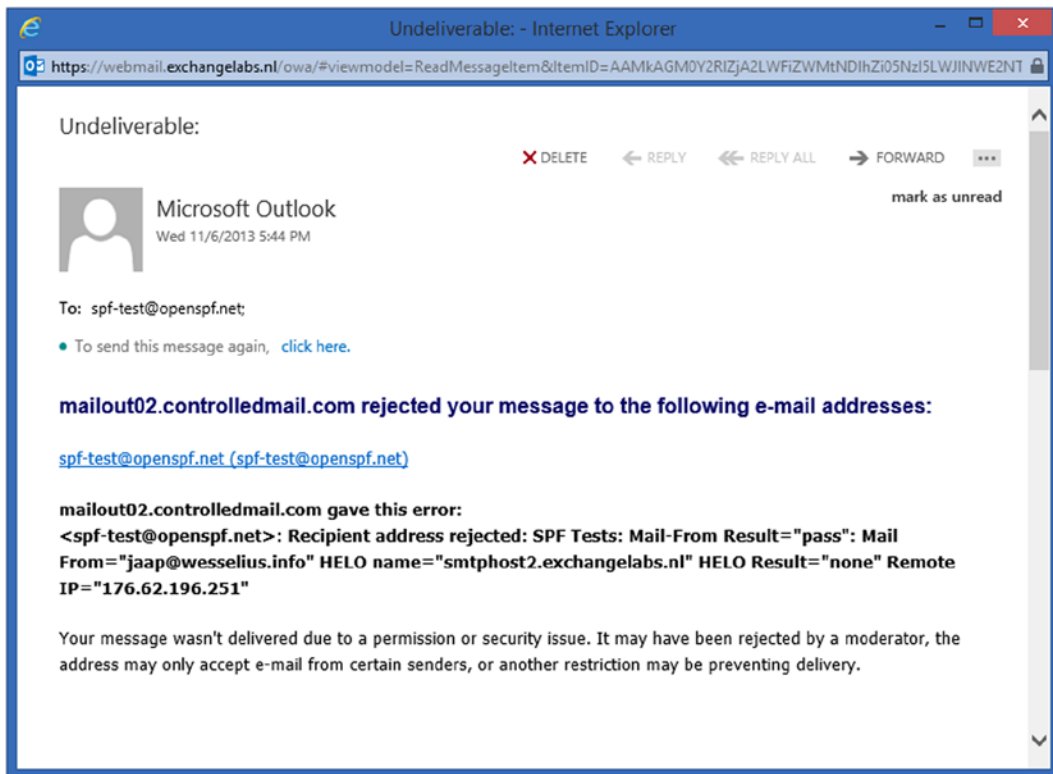 Undeliverable: - Internet Explorer
https://webmail.exchangelabs.nl/owa/#viewmodel=ReadMessageItem&ItemID=AAMkAGM0Y2RlZjA2LWFiZWMtNDlhZi05NzI5LWJINWE2NT
Undeliverable:
DELETE REPLY REPLY ALL FORWARD ...
mark as unread
Microsoft Outlook
Wed 11/6/2013 5:44 PM
To: spf-test@openspf.net;
• To send this message again, click here.
mailout02.controlledmail.com rejected your message to the following e-mail addresses:
spf-test@openspf.net (spf-test@openspf.net)
mailout02.controlledmail.com gave this error:
<spf-test@openspf.net>: Recipient address rejected: SPF Tests: Mail-From Result="pass": Mail
From="jaap@wesselius.info" HELO name="smtphost2.exchangelabs.nl" HELO Result="none" Remote
IP="176.62.196.251"
Your message wasn't delivered due to a permission or security issue. It may have been rejected by a moderator, the
address may only accept e-mail from certain senders, or another restriction may be preventing delivery.